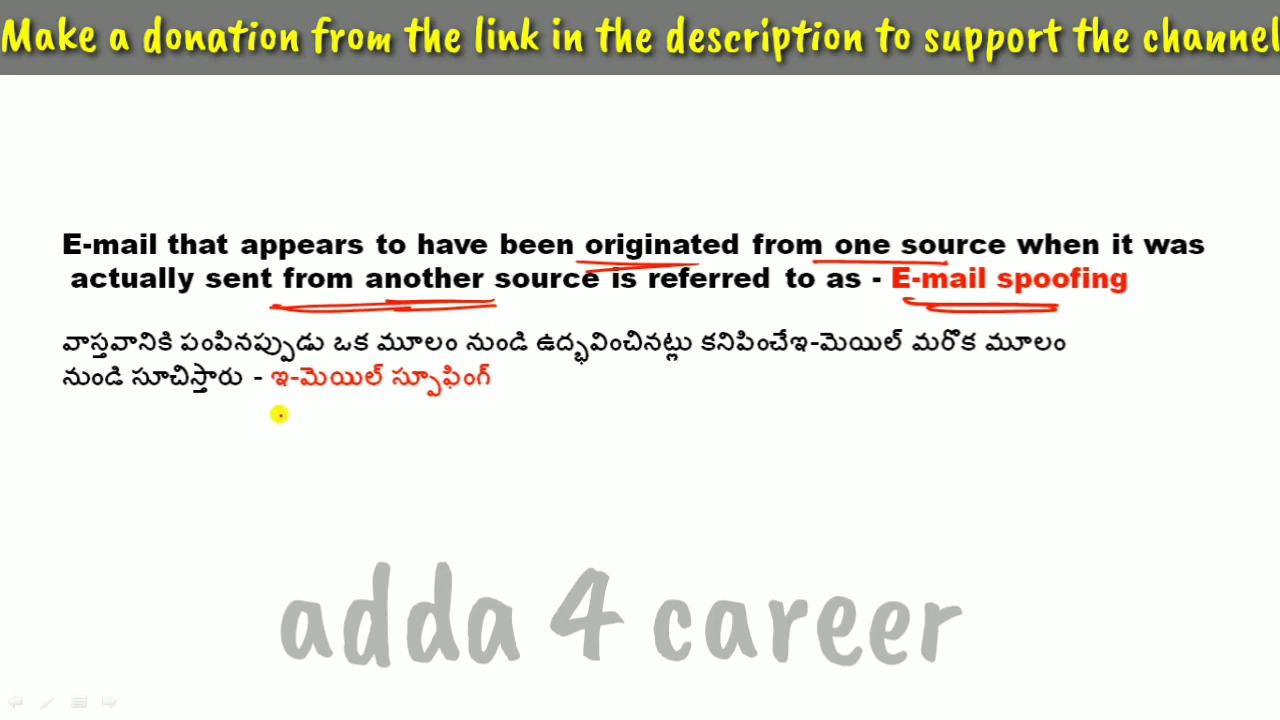 Make a donation from the link in the description to support the channel
E-mail that appears to have been originated from one source when it was
actually sent from another source is referred to as - E-mail spoofing
వాస్తవానికి పంపినప్పుడు ఒక మూలం నుండి ఉద్భవించినట్లు కనిపించేఇ-మెయిల్ మరొక మూలం
నుండి సూచిస్తారు - ఇ-మెయిల్ స్పూఫింగ్
adda 4 career